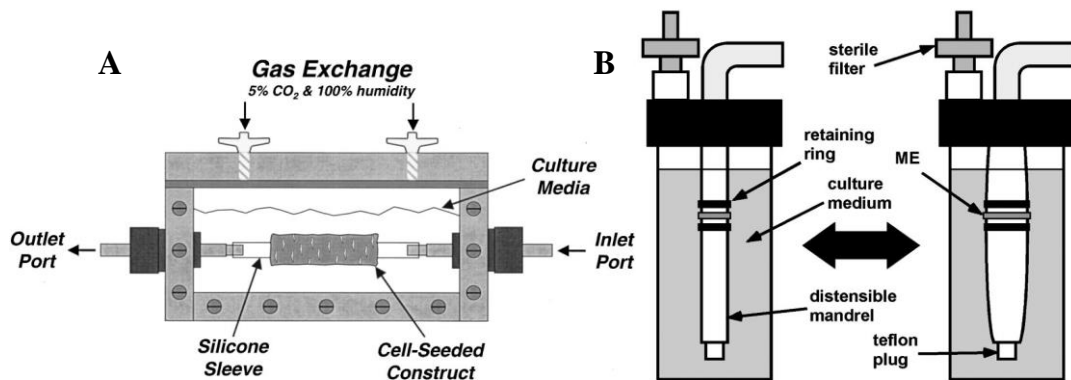 A
Gas Exchange
5% CO₂ & 100% humidity
Culture
Media
Outlet
Port
Inlet
Port
Silicone
Sleeve
Cell-Seeded
Construct
B
sterile
filter
retaining
ring
ME
culture
medium
distensible
mandrel
teflon
plug